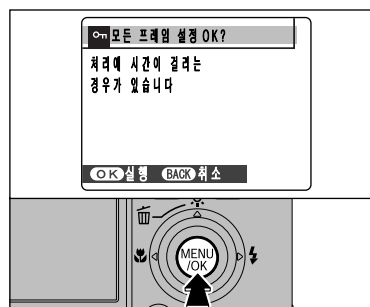 모든 프레임 설정 OK?
처리에 시간이 걸리는
경우가 있습니다
OK 실행 BACK 취소
MENU
/OK